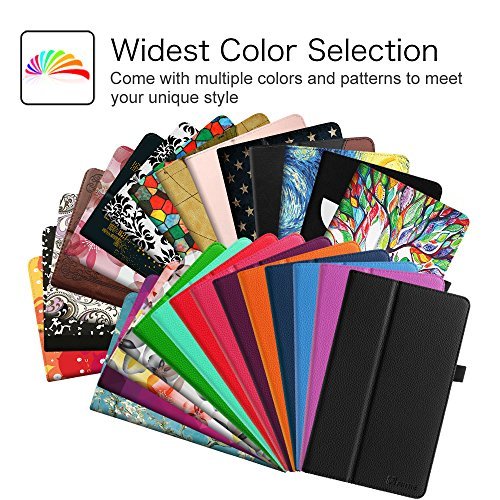 Widest Color Selection
Come with multiple colors and patterns to meet
your unique style